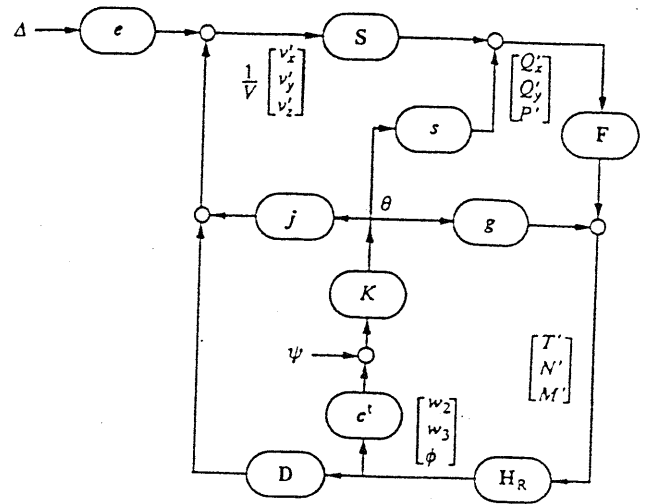 Δ
e
S
1/V [v'x v'y v'z]
[Q'x Q'y P']
s
F
θ
j
g
K
ψ
[T' N' M']
c^t
[w2 w3 φ]
D
H_R